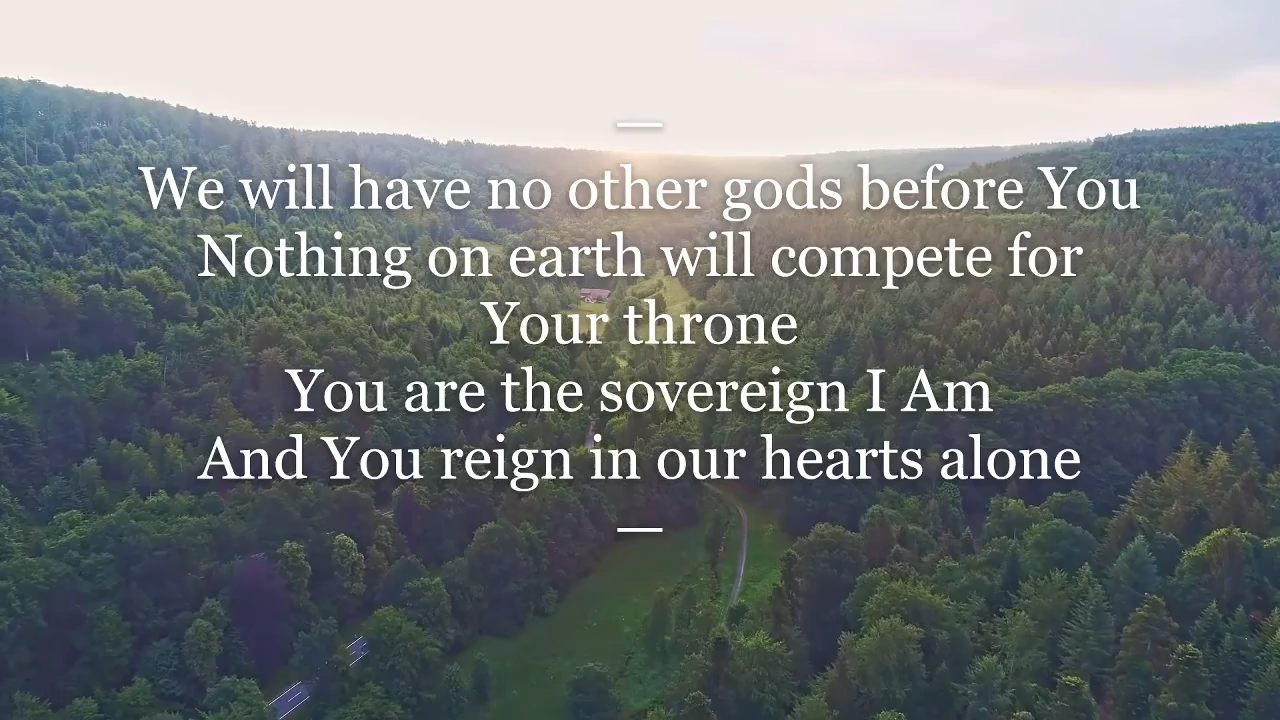 We will have no other gods before You
Nothing on earth will compete for
Your throne
You are the sovereign I Am
And You reign in our hearts alone